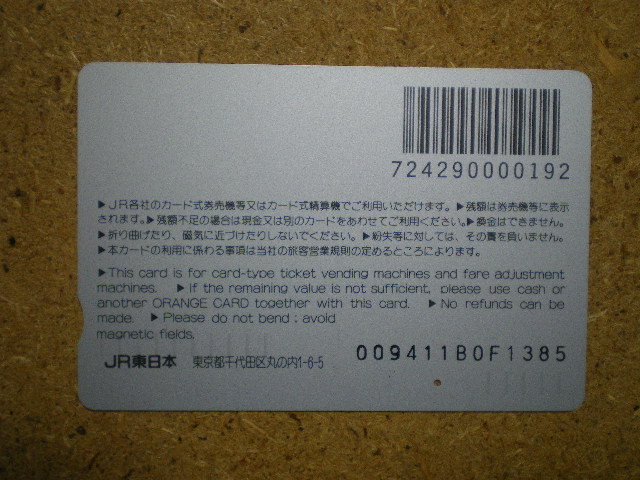 724290000192
▶JR各社のカード式券売機等又はカード式精算機でご利用いただけます。▶残額は券売機等に表示
されます。▶残額不足の場合は現金又は別のカードをあわせてご利用ください。▶換金はできません。
▶折り曲げたり、磁気に近づけたりしないでください。▶紛失等に対しては、その責を負いません。
▶本カードの利用に係わる事項は当社の旅客営業規則の定めるところによります。
▶This card is for card-type ticket vending machines and fare adjustment
machines. ▶If the remaining value is not sufficient, please use cash or
another ORANGE CARD together with this card. ▶No refunds can be
made. ▶Please do not bend; avoid
magnetic fields.
JR東日本 東京都千代田区丸の内1-6-5 009411B0F1385